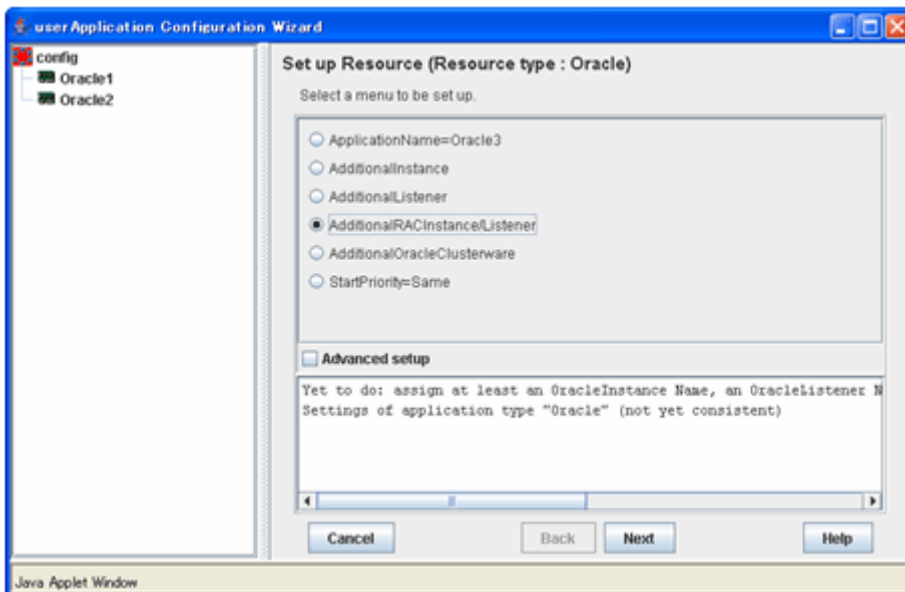 userApplication Configuration Wizard
config
Oracle1
Oracle2
Set up Resource (Resource type : Oracle)
Select a menu to be set up.
ApplicationName=Oracle3
AdditionalInstance
AdditionalListener
AdditionalRACInstance/Listener
AdditionalOracleClusterware
StartPriority=Same
Advanced setup
Yet to do: assign at least an OracleInstance Name, an OracleListener N
Settings of application type "Oracle" (not yet consistent)
Cancel Back Next Help
Java Applet Window